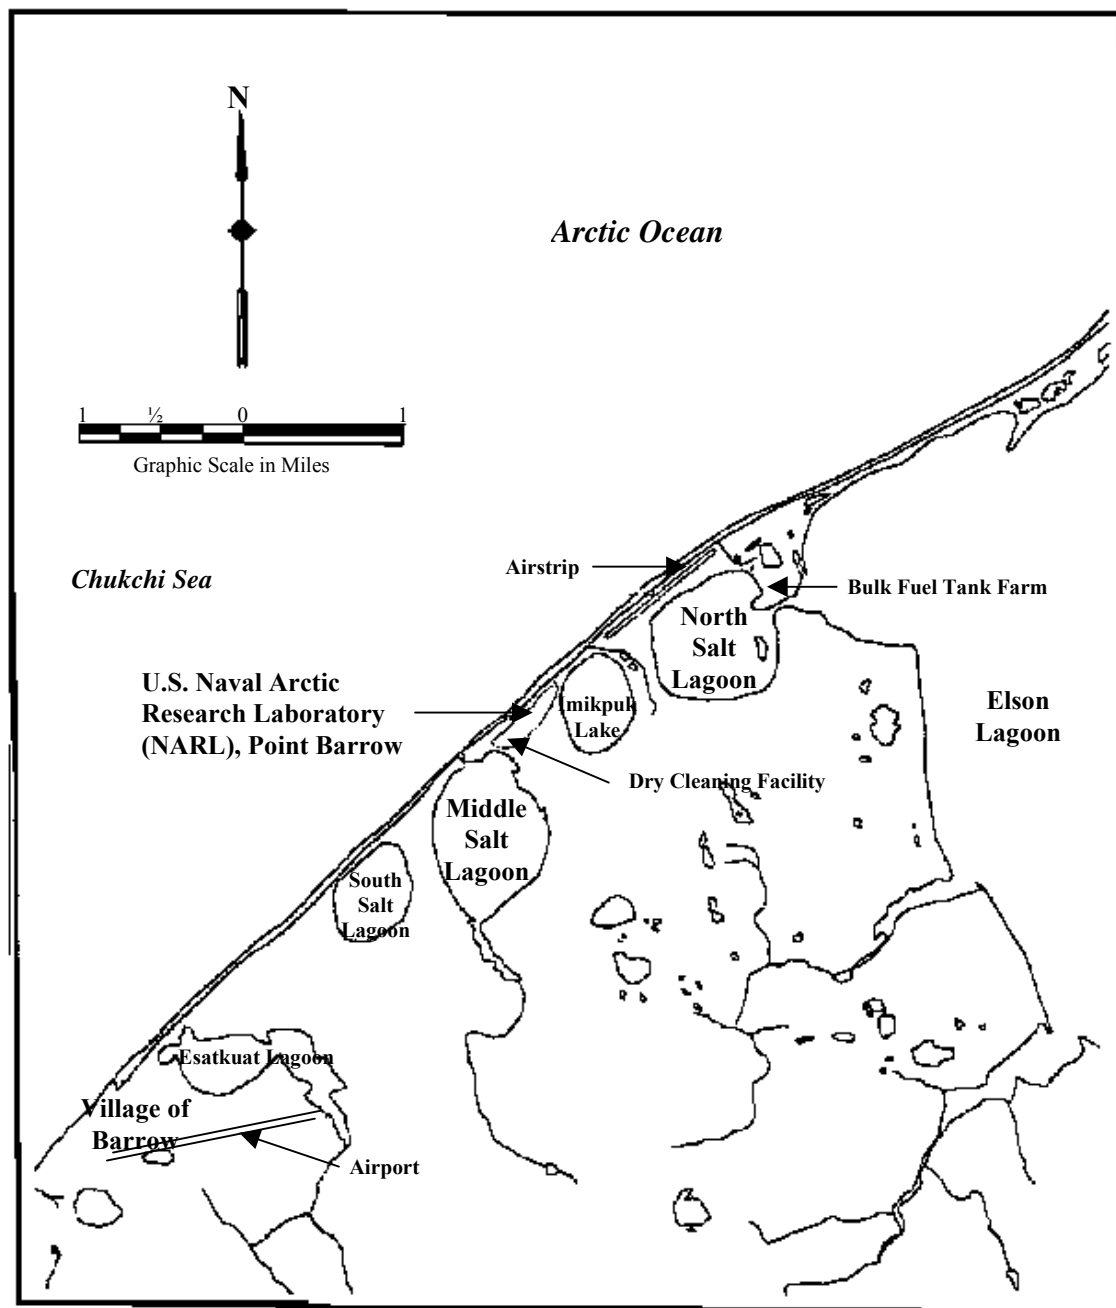 N
Arctic Ocean
1 ½ 0 1
Graphic Scale in Miles
Chukchi Sea
Airstrip
Bulk Fuel Tank Farm
North
Salt
Lagoon
U.S. Naval Arctic
Research Laboratory
(NARL), Point Barrow
Imikpuk
Lake
Elson
Lagoon
Dry Cleaning Facility
Middle
Salt
Lagoon
South
Salt
Lagoon
Esatkuat Lagoon
Village of
Barrow
Airport